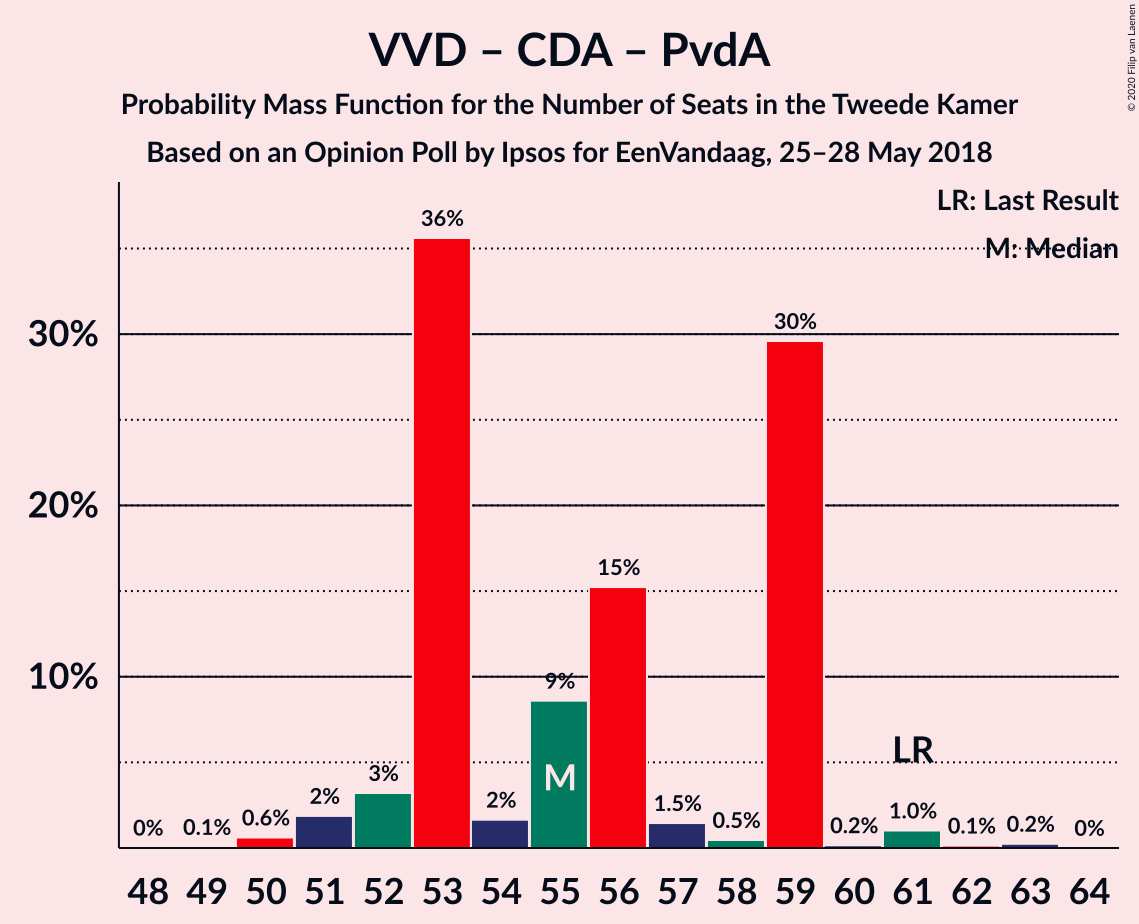 VVD – CDA – PvdA
Probability Mass Function for the Number of Seats in the Tweede Kamer
Based on an Opinion Poll by Ipsos for EenVandaag, 25–28 May 2018
© 2020 Filip van Laenen
LR: Last Result
M: Median
36%
30%
30%
20%
15%
10%
9%
LR
M
3%
2%
2%
1.5%
1.0%
0%
0.1%
0.6%
0.5%
0.2%
0.1%
0.2%
0%
48 49 50 51 52 53 54 55 56 57 58 59 60 61 62 63 64